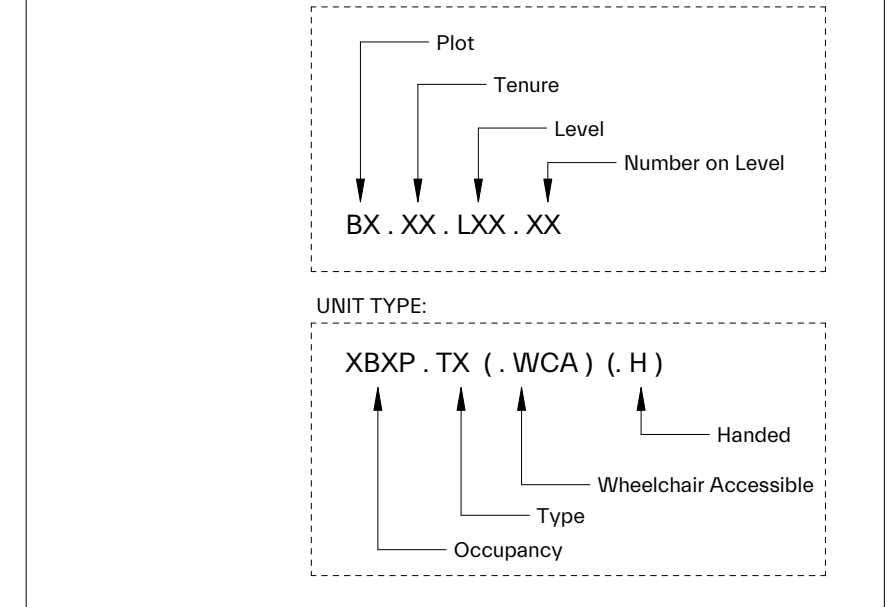 Plot
Tenure
Level
Number on Level
BX . XX . LXX . XX
UNIT TYPE:
XBXP . TX ( . WCA ) (. H )
Handed
Wheelchair Accessible
Type
Occupancy